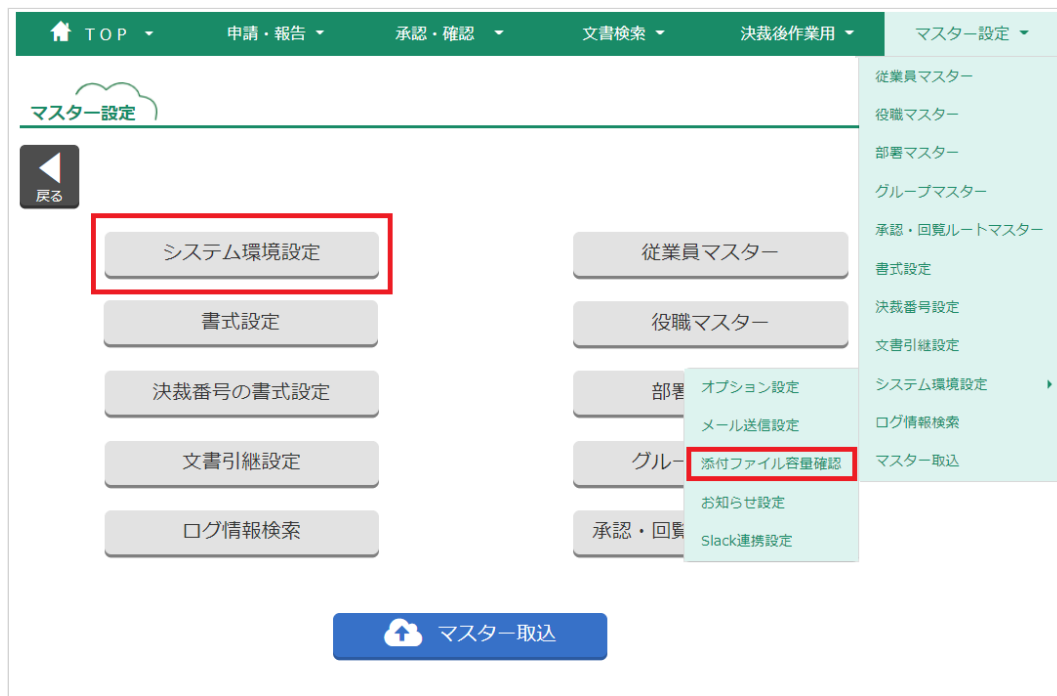 TOP
申請・報告
承認・確認
文書検索
決裁後作業用
マスター設定
従業員マスター
役職マスター
部署マスター
グループマスター
承認・回覧ルートマスター
書式設定
決裁番号設定
文書引継設定
システム環境設定
ログ情報検索
マスター取込
オプション設定
メール送信設定
添付ファイル容量確認
お知らせ設定
Slack連携設定
マスター設定
戻る
システム環境設定
従業員マスター
書式設定
役職マスター
決裁番号の書式設定
部署
文書引継設定
グルー
ログ情報検索
承認・回覧
マスター取込